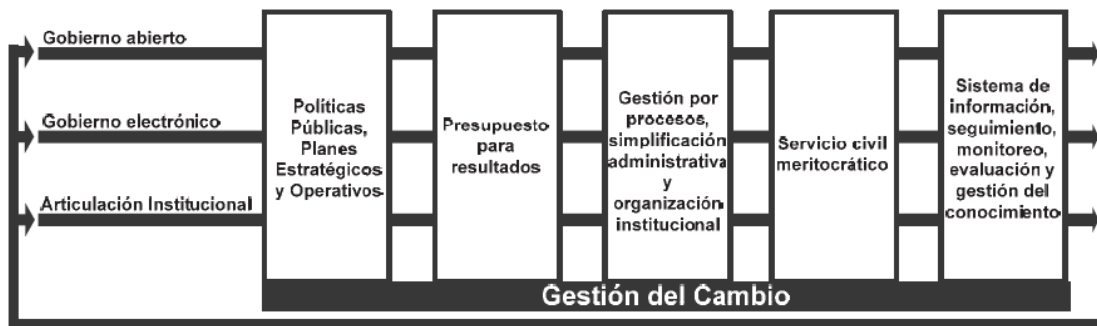 Gobierno abierto
Gobierno electrónico
Articulación Institucional
Políticas
Públicas,
Planes
Estratégicos
y Operativos
Presupuesto
para
resultados
Gestión por
procesos,
simplificación
administrativa
y
organización
institucional
Servicio civil
meritocrático
Sistema de
información,
seguimiento,
monitoreo,
evaluación y
gestión del
conocimiento
Gestión del Cambio